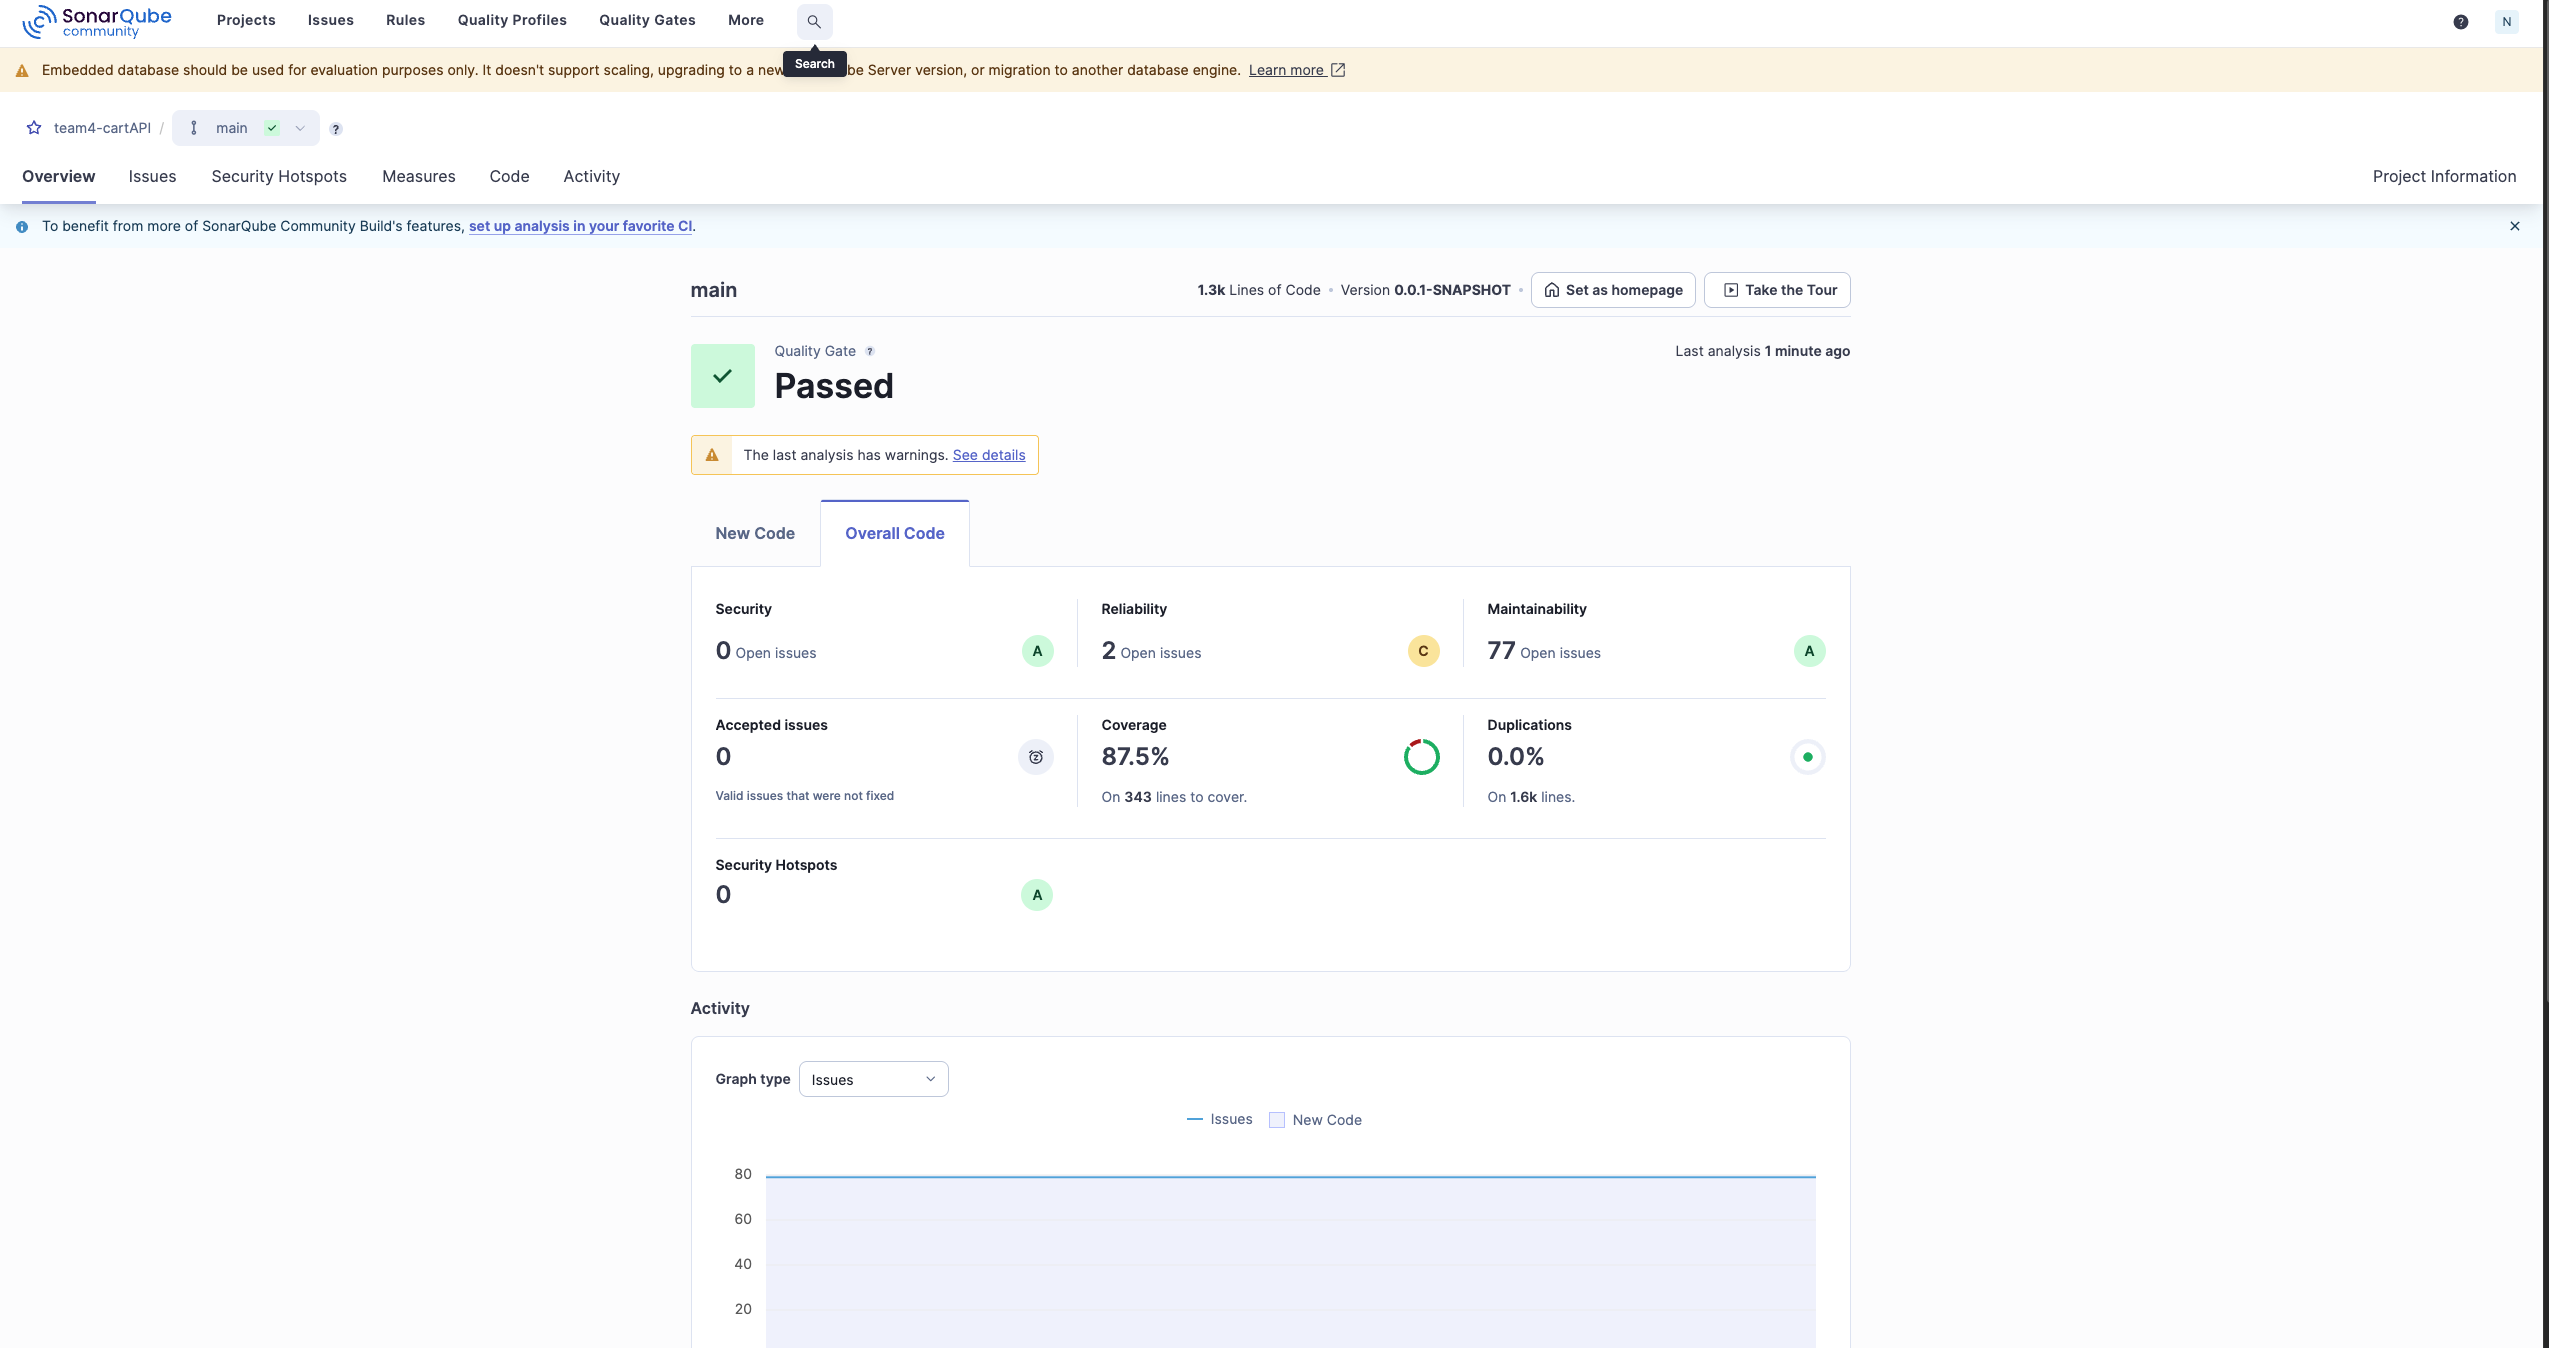 SonarQube community
Projects Issues Rules Quality Profiles Quality Gates More
? N
Search
Embedded database should be used for evaluation purposes only. It doesn't support scaling, upgrading to a new be Server version, or migration to another database engine. Learn more
team4-cartAPI / main ?
Overview Issues Security Hotspots Measures Code Activity Project Information
To benefit from more of SonarQube Community Build's features, set up analysis in your favorite CI.
main 1.3k Lines of Code • Version 0.0.1-SNAPSHOT • Set as homepage Take the Tour
Quality Gate ? Last analysis 1 minute ago
Passed
The last analysis has warnings. See details
New Code Overall Code
Security Reliability Maintainability
0 Open issues A 2 Open issues C 77 Open issues A
Accepted issues Coverage Duplications
0 87.5% 0.0%
Valid issues that were not fixed On 343 lines to cover. On 1.6k lines.
Security Hotspots
0 A
Activity
Graph type Issues
Issues New Code
80
60
40
20